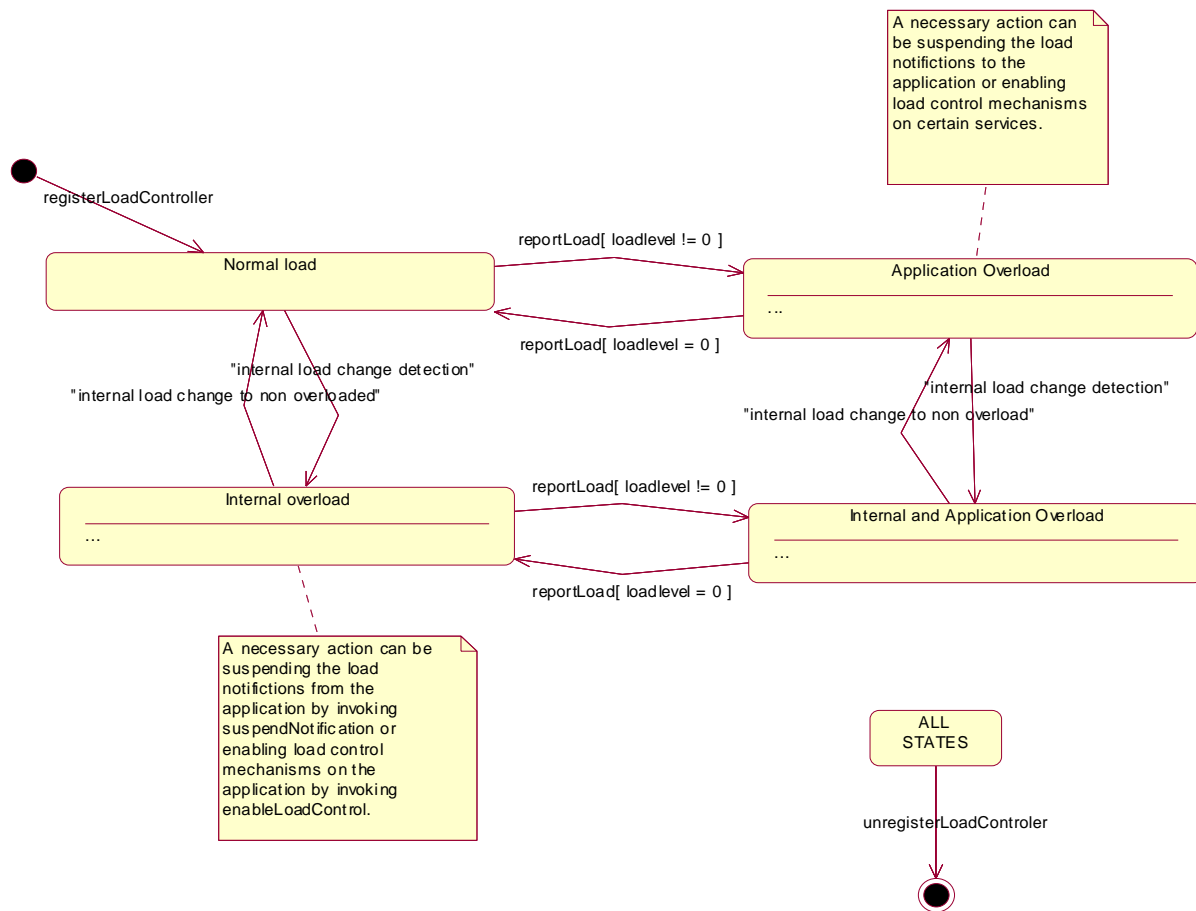 A necessary action can
be suspending the load
notifictions to the
application or enabling
load control mechanisms
on certain services.
registerLoadController
reportLoad[ loadlevel != 0 ]
Normal load
Application Overload
...
reportLoad[ loadlevel = 0 ]
"internal load change detection"
"internal load change to non overloaded"
"internal load change detection"
"internal load change to non overload"
reportLoad[ loadlevel != 0 ]
Internal overload
...
Internal and Application Overload
...
reportLoad[ loadlevel = 0 ]
A necessary action can be
suspending the load
notifictions from the
application by invoking
suspendNotification or
enabling load control
mechanisms on the
application by invoking
enableLoadControl.
ALL
STATES
unregisterLoadControler